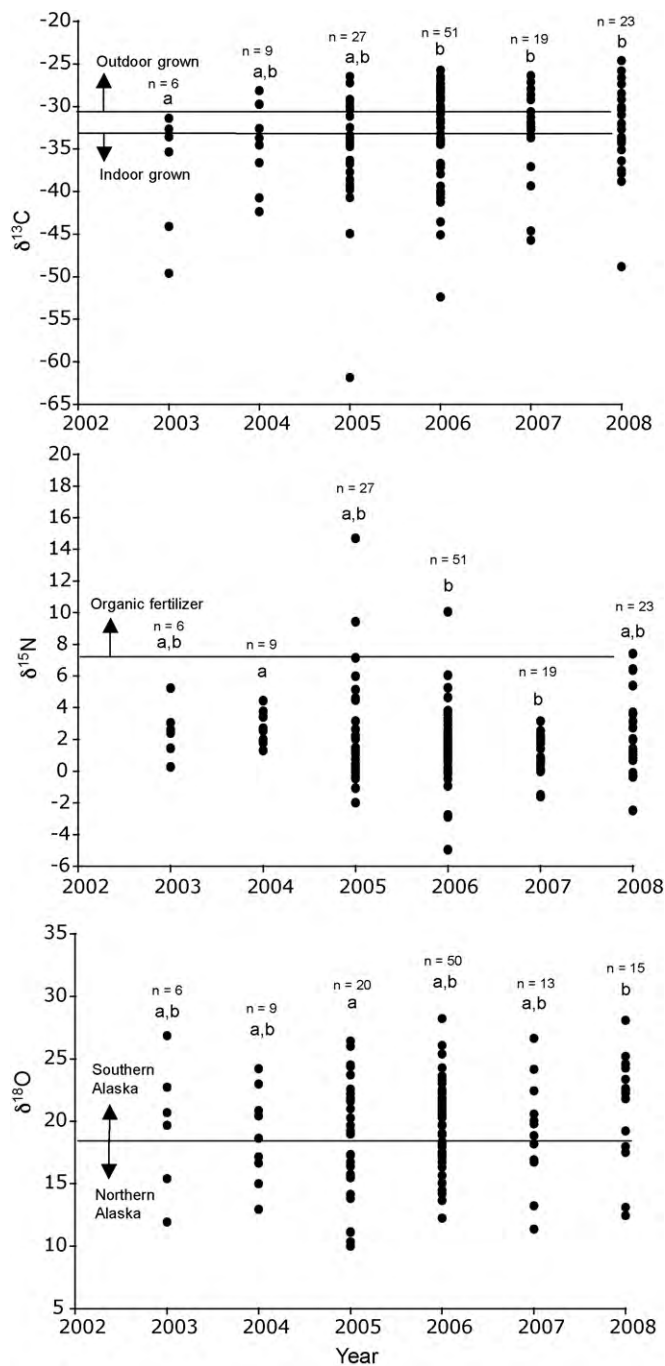 n = 6
n = 9
n = 27
n = 51
n = 19
n = 23
a
a,b
a,b
b
b
b
Outdoor grown
Indoor grown
δ13C
-20
-25
-30
-35
-40
-45
-50
-55
-60
-65
2002 2003 2004 2005 2006 2007 2008
n = 6
n = 9
n = 27
n = 51
n = 19
n = 23
a,b
a
a,b
b
b
a,b
Organic fertilizer
δ15N
20
18
16
14
12
10
8
6
4
2
0
-2
-4
-6
2002 2003 2004 2005 2006 2007 2008
n = 6
n = 9
n = 20
n = 50
n = 13
n = 15
a,b
a,b
a
a,b
a,b
b
Southern
Alaska
Northern
Alaska
δ18O
35
30
25
20
15
10
5
2002 2003 2004 2005 2006 2007 2008
Year